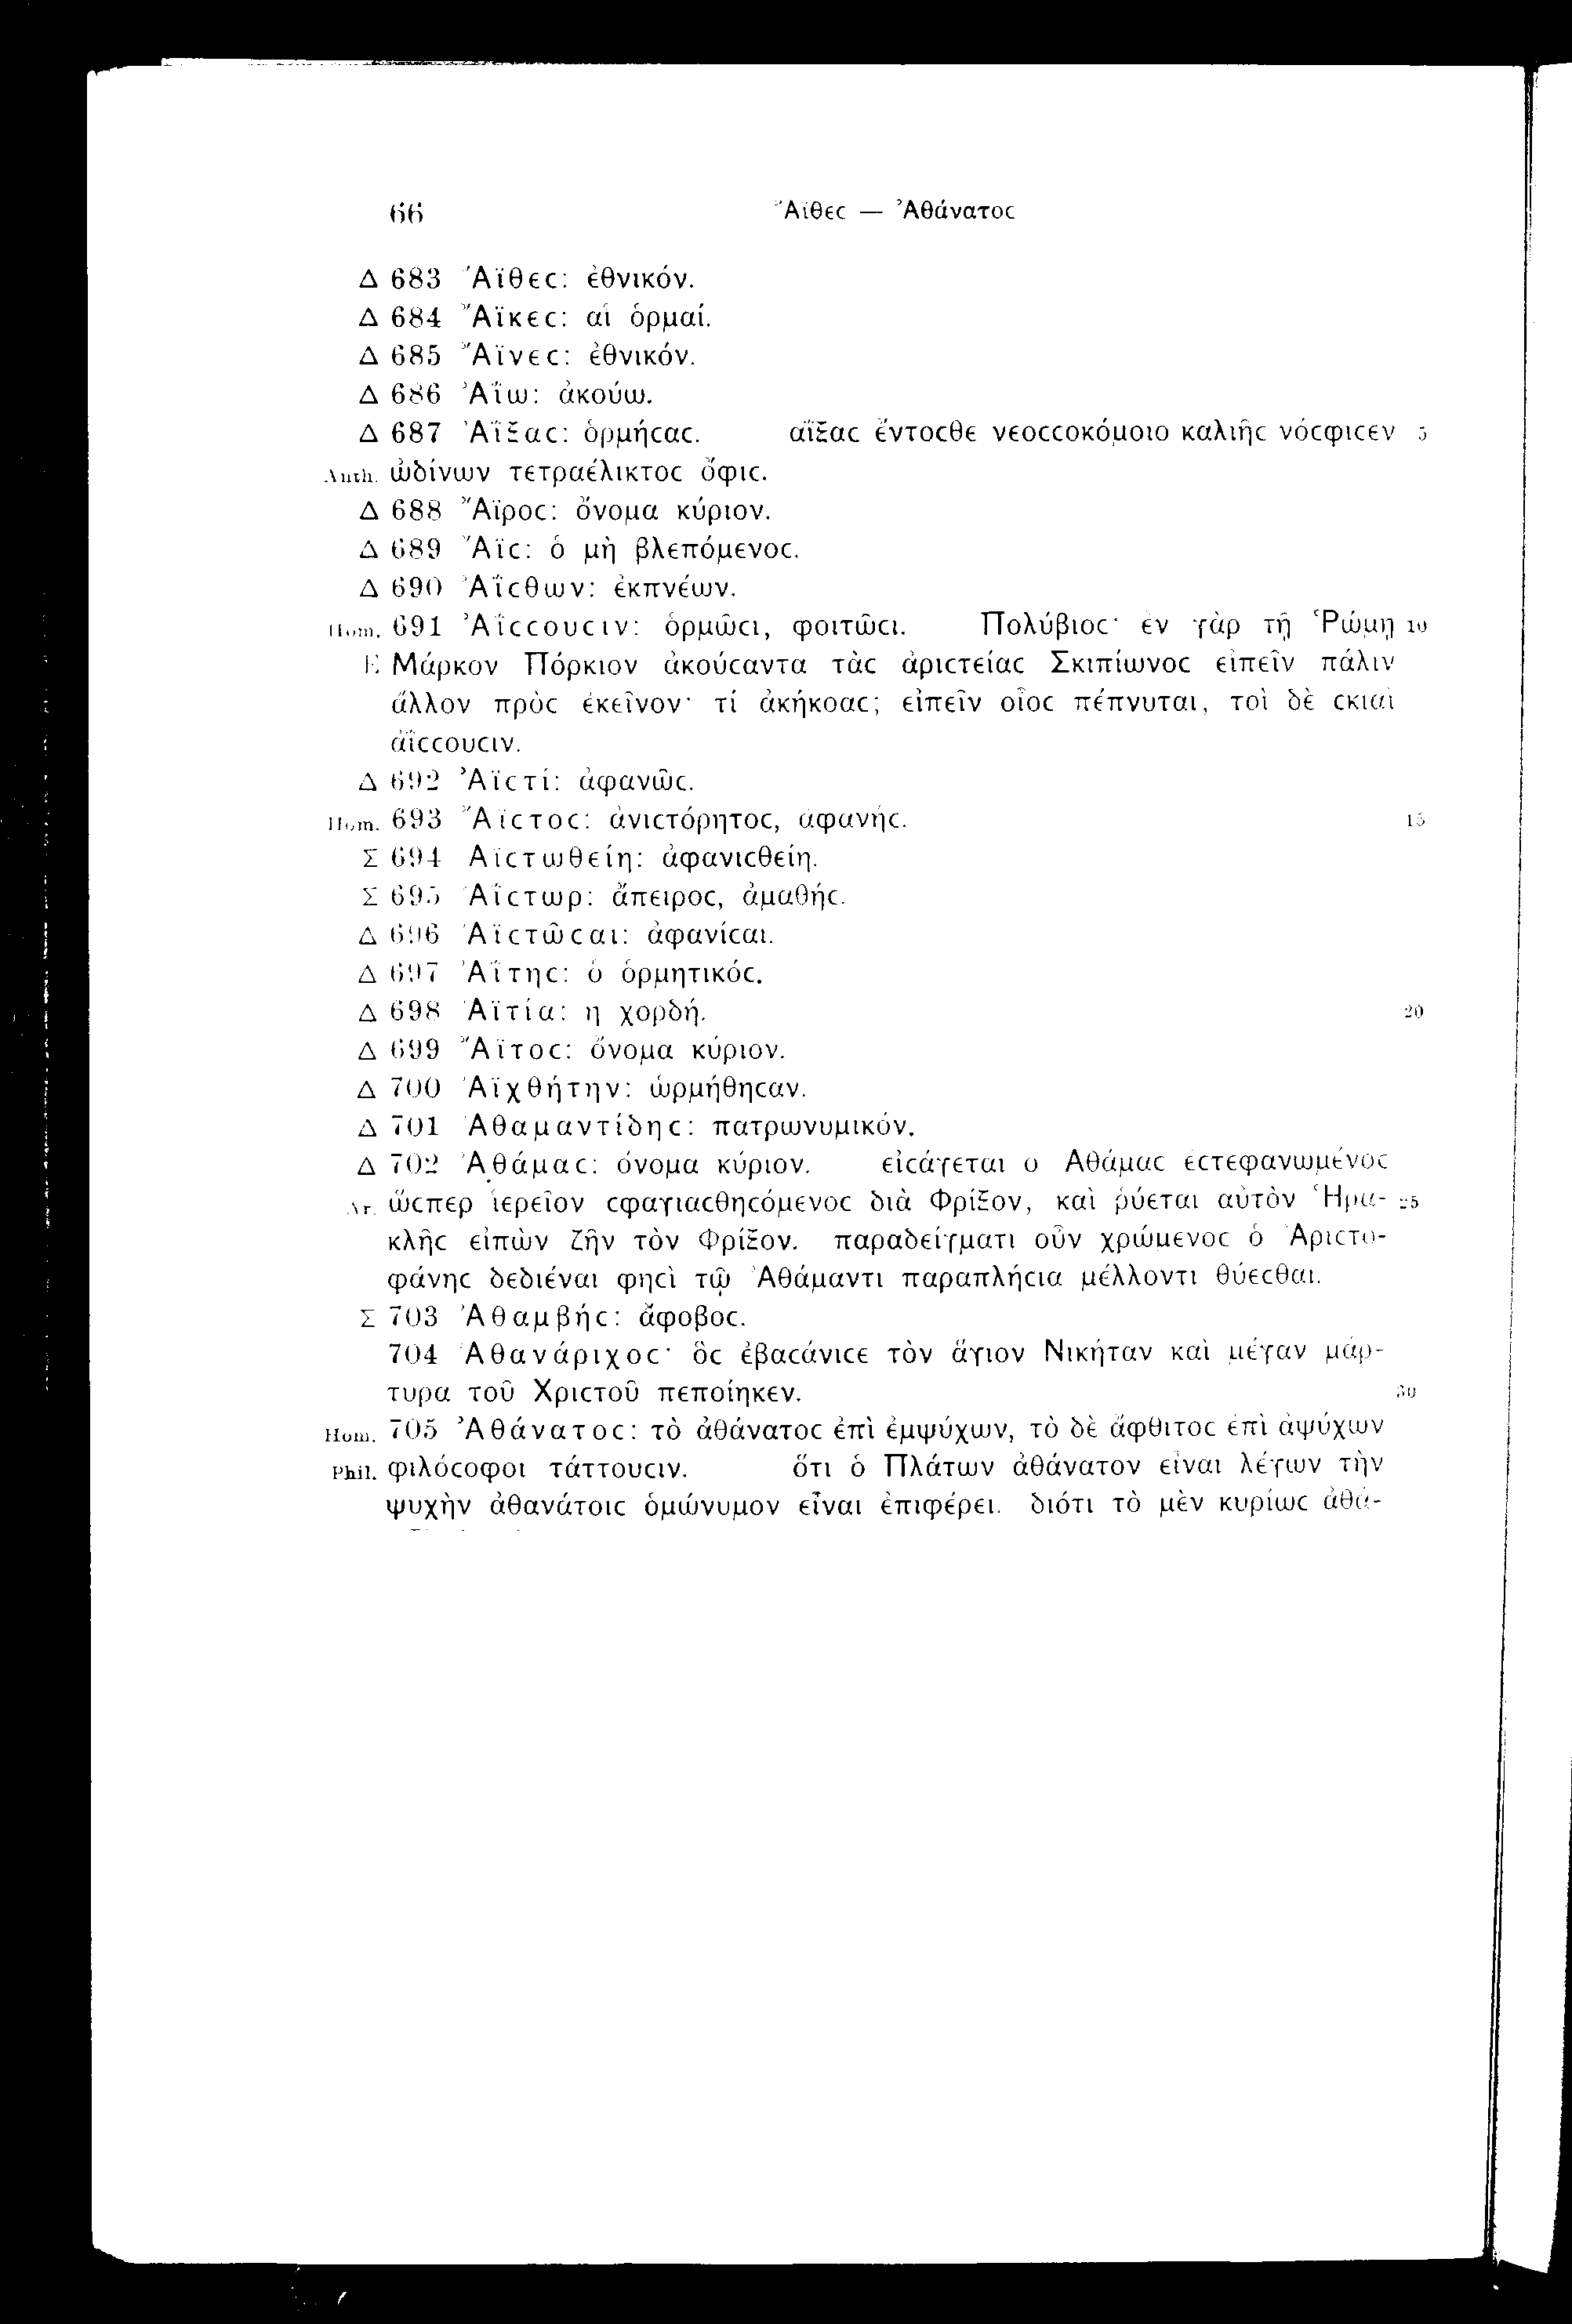 66 Ἄϊθεϲ — Ἀθάνατοϲ
Δ 683 Ἄϊθεϲ: ἐθνικόν.
Δ 684 Ἄϊκεϲ: αἱ ὁρμαί.
Δ 685 Ἄϊνεϲ: ἐθνικόν.
Δ 686 Ἀΐω: ἀκούω.
Δ 687 Ἀΐξαϲ: ὁρμήϲαϲ. αΐξαϲ ἔντοϲθε νεοϲϲοκόμοιο καλιῆϲ νόϲφιϲεν 5
Anth. ὠδίνων τετραέλικτοϲ ὄφιϲ.
Δ 688 Ἄϊροϲ: ὄνομα κύριον.
Δ 689 Ἄϊϲ: ὁ μὴ βλεπόμενοϲ.
Δ 690 Ἀΐϲθων: ἐκπνέων.
Hom. 691 Ἀΐϲϲουϲιν: ὁρμῶϲι, φοιτῶϲι. Πολύβιοϲ· ἐν γὰρ τῇ Ῥώμῃ 10
E Μάρκον Πόρκιον ἀκούϲαντα τὰϲ ἀριϲτείαϲ Σκιπίωνοϲ εἰπεῖν πάλιν
ἄλλον πρὸϲ ἐκεῖνον· τί ἀκήκοαϲ; εἰπεῖν οἷοϲ πέπνυται, τοὶ δὲ ϲκιαὶ
ἀΐϲϲουϲιν.
Δ 692 Ἀϊϲτί: ἀφανῶϲ.
Hom. 693 Ἄϊϲτοϲ: ἀνιϲτόρητοϲ, ἀφανήϲ. 15
Σ 694 Ἀϊϲτωθείη: ἀφανιϲθείη.
Σ 695 Ἀΐϲτωρ: ἄπειροϲ, ἀμαθήϲ.
Δ 696 Ἀϊϲτῶϲαι: ἀφανίϲαι.
Δ 697 Ἀΐτηϲ: ὁ ὁρμητικόϲ.
Δ 698 Ἀϊτία: ἡ χορδή. 20
Δ 699 Ἄϊτοϲ: ὄνομα κύριον.
Δ 700 Ἀϊχθήτην: ὡρμήθηϲαν.
Δ 701 Ἀθαμαντίδηϲ: πατρωνυμικόν.
Δ 702 Ἀθάμαϲ: ὄνομα κύριον. εἰϲάγεται ὁ Ἀθάμαϲ ἐϲτεφανωμένοϲ
Ar. ὥϲπερ ἱερεῖον ϲφαγιαϲθηϲόμενοϲ διὰ Φρίξον, καὶ ῥύεται αὐτὸν Ἡρα- 25
κλῆϲ εἰπὼν ζῆν τὸν Φρίξον. παραδείγματι οὖν χρώμενοϲ ὁ Ἀριϲτο-
φάνηϲ δεδιέναι φηϲὶ τῷ Ἀθάμαντι παραπλήϲια μέλλοντι θύεϲθαι.
Σ 703 Ἀθαμβήϲ: ἄφοβοϲ.
704 Ἀθανάριχοϲ· ὃϲ ἐβαϲάνιϲε τὸν ἅγιον Νικήταν καὶ μέγαν μάρ-
τυρα τοῦ Χριϲτοῦ πεποίηκεν. 30
Hom. 705 Ἀθάνατοϲ: τὸ ἀθάνατοϲ ἐπὶ ἐμψύχων, τὸ δὲ ἄφθιτοϲ ἐπὶ ἀψύχων
Phil. φιλόϲοφοι τάττουϲιν. ὅτι ὁ Πλάτων ἀθάνατον εἶναι λέγων τὴν
ψυχὴν ἀθανάτοιϲ ὁμώνυμον εἶναι ἐπιφέρει. διότι τὸ μὲν κυρίωϲ ἀθά-